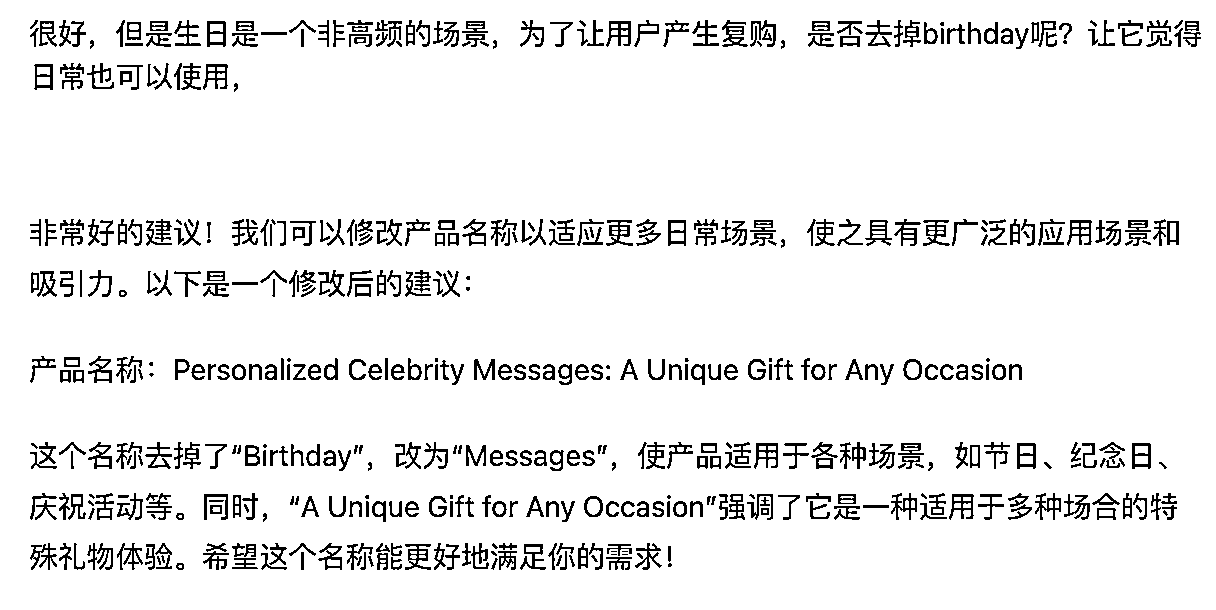 很好，但是生日是一个非高频的场景，为了让用户产生复购，是否去掉birthday呢？让它觉得
日常也可以使用，
非常好的建议！我们可以修改产品名称以适应更多日常场景，使之具有更广泛的应用场景和
吸引力。以下是一个修改后的建议：
产品名称：Personalized Celebrity Messages: A Unique Gift for Any Occasion
这个名称去掉了“Birthday”，改为“Messages”，使产品适用于各种场景，如节日、纪念日、
庆祝活动等。同时，“A Unique Gift for Any Occasion”强调了它是一种适用于多种场合的特
殊礼物体验。希望这个名称能更好地满足你的需求！